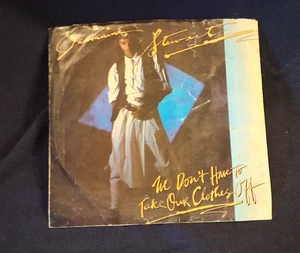 Jermaine Stewart
We Don't Have To
Take Our Clothes Off